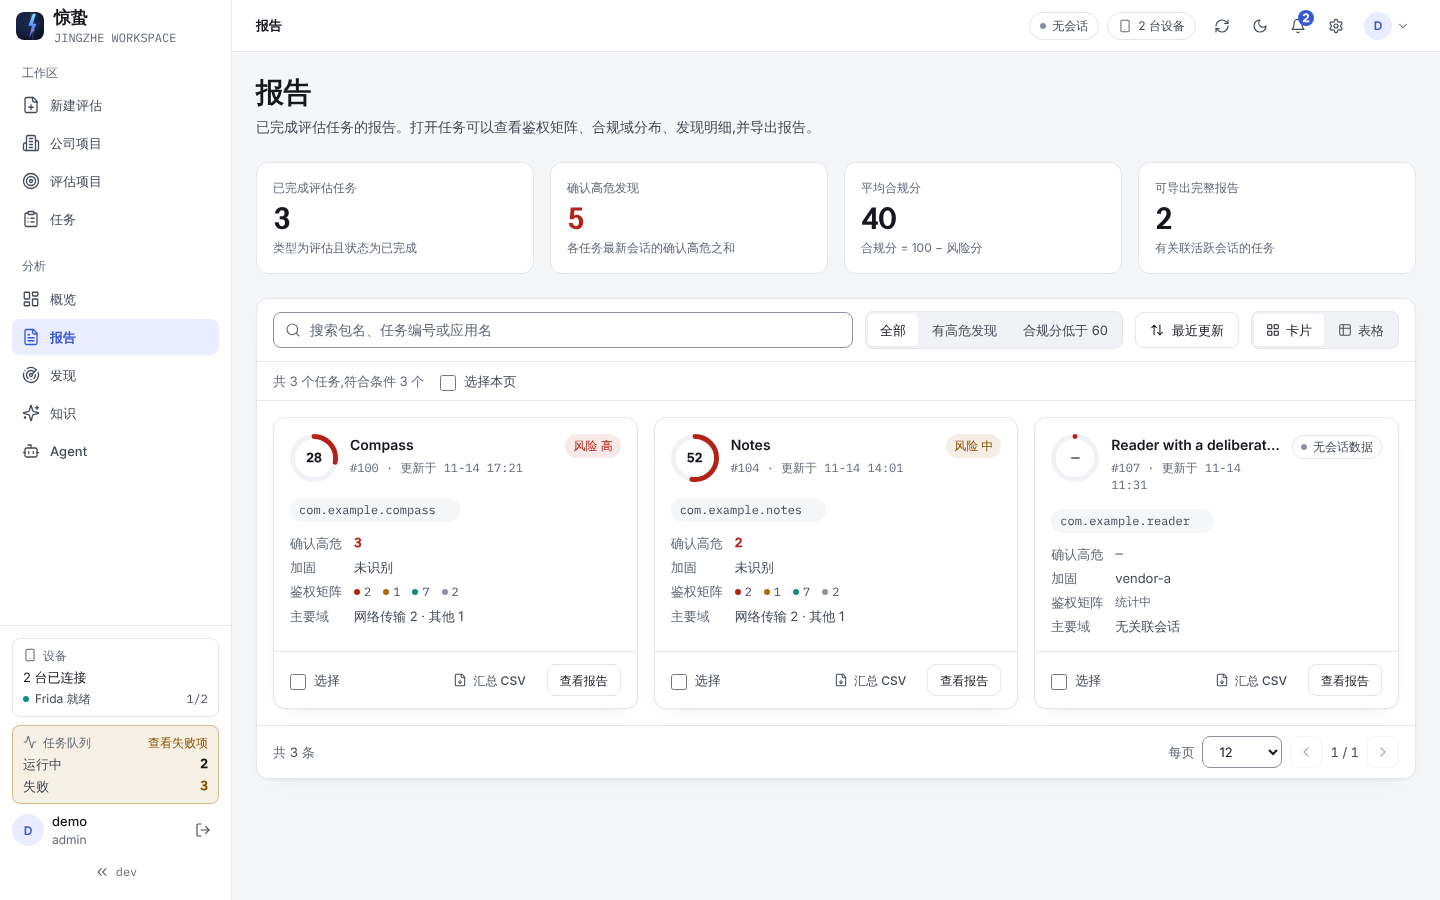 惊蛰
JINGZHE WORKSPACE
工作区
新建评估
公司项目
评估项目
任务
分析
概览
报告
发现
知识
Agent
设备
2 台已连接
Frida 就绪 1/2
任务队列 查看失败项
运行中 2
失败 3
D demo
admin
dev
报告 无会话 2 台设备 2 D
报告
已完成评估任务的报告。打开任务可以查看鉴权矩阵、合规域分布、发现明细,并导出报告。
已完成评估任务
3
类型为评估且状态为已完成
确认高危发现
5
各任务最新会话的确认高危之和
平均合规分
40
合规分 = 100 − 风险分
可导出完整报告
2
有关联活跃会话的任务
搜索包名、任务编号或应用名 全部 有高危发现 合规分低于 60 最近更新 卡片 表格
共 3 个任务,符合条件 3 个 选择本页
28 Compass 风险 高
#100 · 更新于 11-14 17:21
com.example.compass
确认高危 3
加固 未识别
鉴权矩阵 2 1 7 2
主要域 网络传输 2 · 其他 1
选择 汇总 CSV 查看报告
52 Notes 风险 中
#104 · 更新于 11-14 14:01
com.example.notes
确认高危 2
加固 未识别
鉴权矩阵 2 1 7 2
主要域 网络传输 2 · 其他 1
选择 汇总 CSV 查看报告
– Reader with a deliberat... 无会话数据
#107 · 更新于 11-14
11:31
com.example.reader
确认高危 –
加固 vendor-a
鉴权矩阵 统计中
主要域 无关联会话
选择 汇总 CSV 查看报告
共 3 条 每页 12 1 / 1